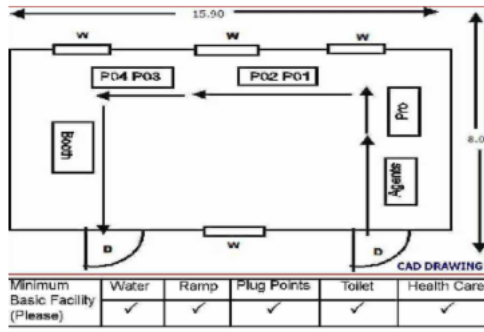 15.90
W W W
P04 P03 P02 P01
Pro
Booth
Agents
8.0
D W D
CAD DRAWING
Minimum Basic Facility (Please) Water Ramp Plug Points Toilet Health Care
✓ ✓ ✓ ✓ ✓